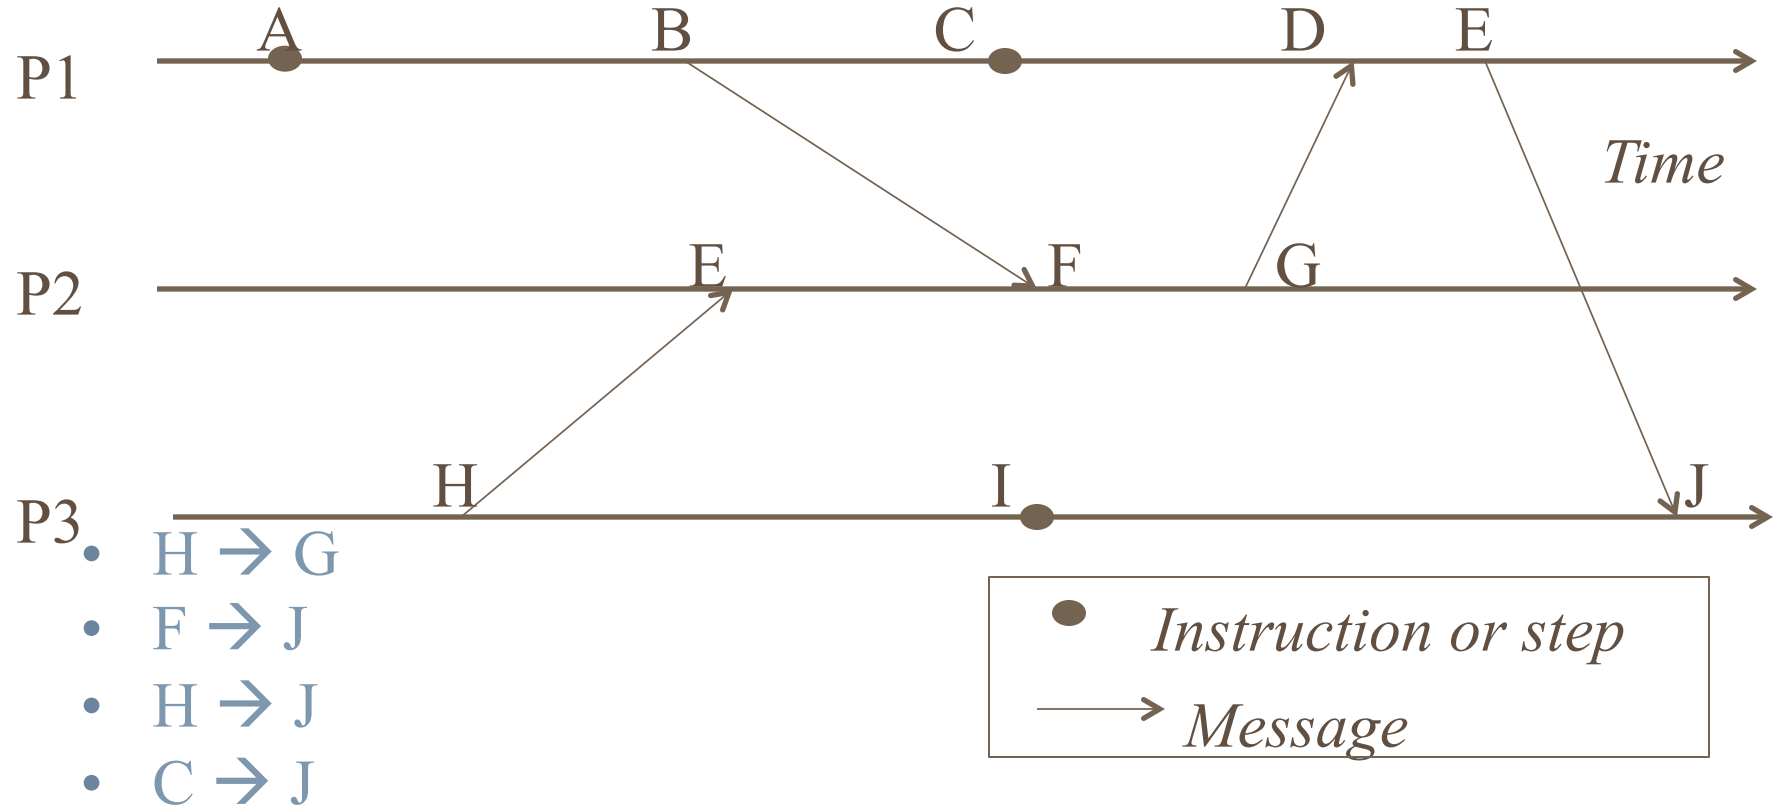 A B C D E
P1
Time
E F G
P2
H I J
P3
• H → G
• F → J
• H → J
• C → J
Instruction or step
Message